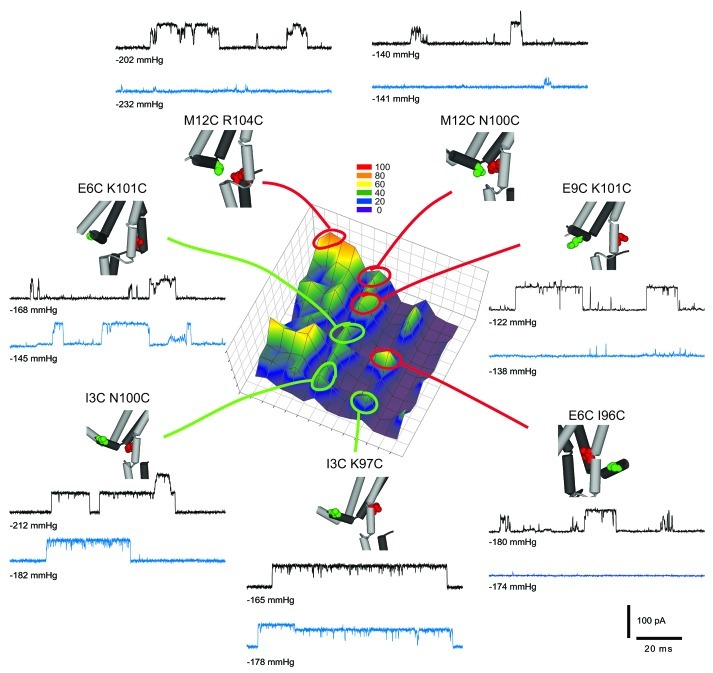 -202 mmHg
-232 mmHg
-140 mmHg
-141 mmHg
M12C R104C
M12C N100C
E6C K101C
E9C K101C
100
80
60
40
20
0
-168 mmHg
-145 mmHg
-122 mmHg
-138 mmHg
I3C N100C
E6C I96C
I3C K97C
-212 mmHg
-182 mmHg
-180 mmHg
-174 mmHg
-165 mmHg
-178 mmHg
100 pA
20 ms